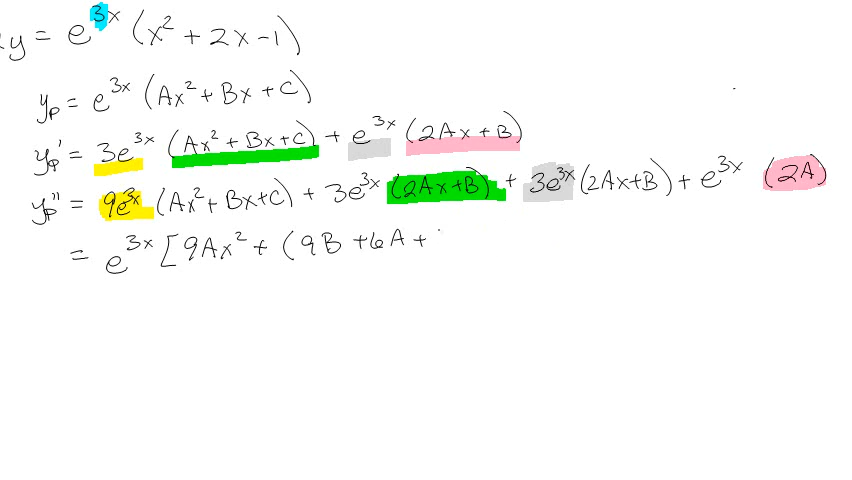 y = e^{3x} (x² + 2x - 1)
y_p = e^{3x} (Ax² + Bx + C)
y_p' = 3e^{3x} (Ax² + Bx + C) + e^{3x} (2Ax + B)
y_p'' = 9e^{3x} (Ax² + Bx + C) + 3e^{3x} (2Ax + B) + 3e^{3x} (2Ax + B) + e^{3x} (2A)
= e^{3x} [9Ax² + (9B + 6A +